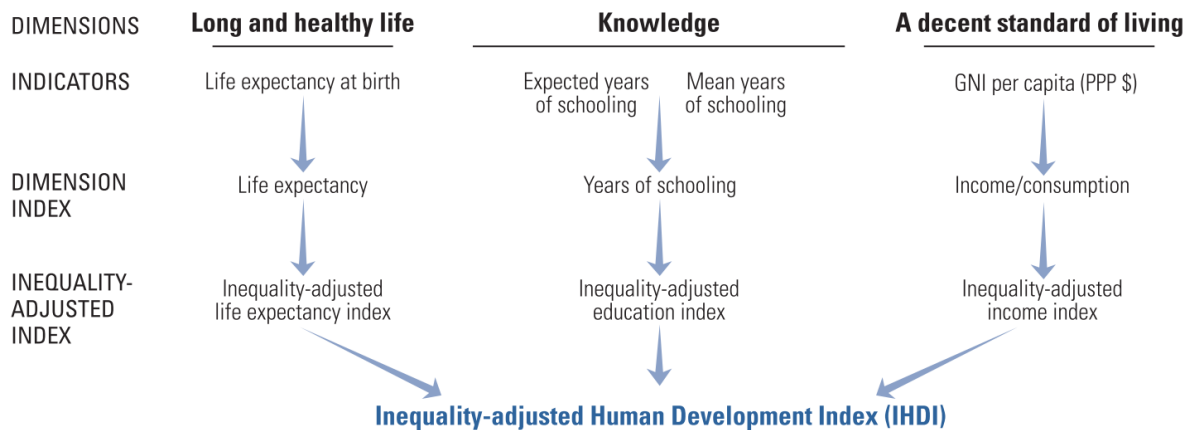 DIMENSIONS
Long and healthy life
Knowledge
A decent standard of living
INDICATORS
Life expectancy at birth
Expected years
of schooling
Mean years
of schooling
GNI per capita (PPP $)
DIMENSION
INDEX
Life expectancy
Years of schooling
Income/consumption
INEQUALITY-
ADJUSTED
INDEX
Inequality-adjusted
life expectancy index
Inequality-adjusted
education index
Inequality-adjusted
income index
Inequality-adjusted Human Development Index (IHDI)